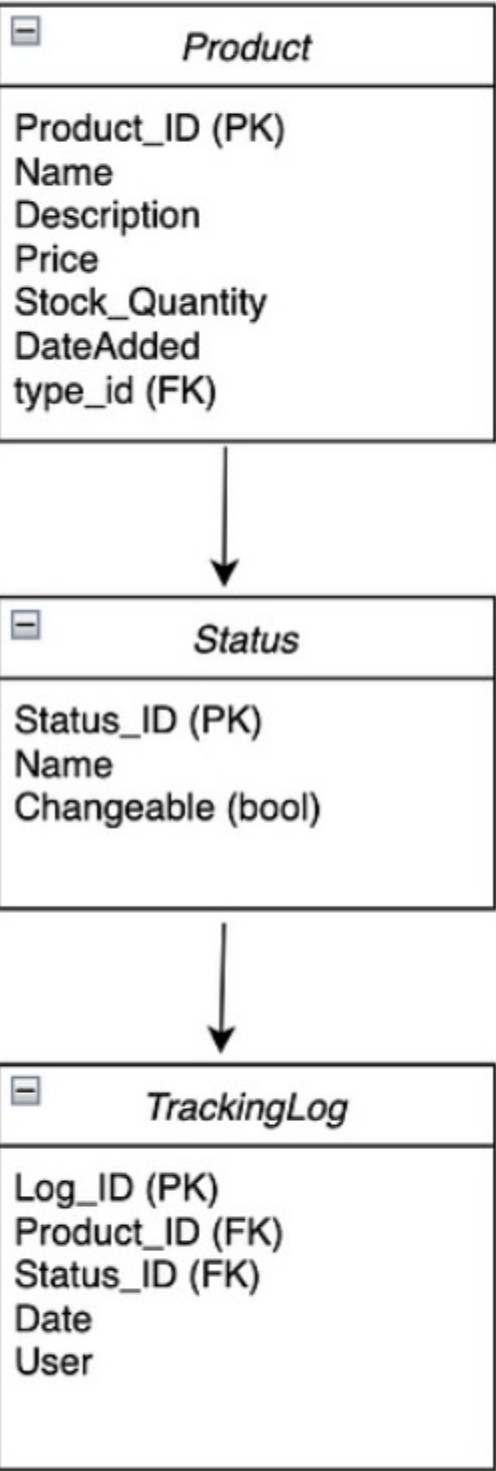 Product
Product_ID (PK)
Name
Description
Price
Stock_Quantity
DateAdded
type_id (FK)
Status
Status_ID (PK)
Name
Changeable (bool)
TrackingLog
Log_ID (PK)
Product_ID (FK)
Status_ID (FK)
Date
User